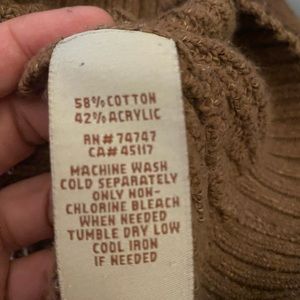 58% COTTON
42% ACRYLIC
RN# 74747
CA# 45117
MACHINE WASH
COLD SEPARATELY
ONLY NON-
CHLORINE BLEACH
WHEN NEEDED
TUMBLE DRY LOW
COOL IRON
IF NEEDED